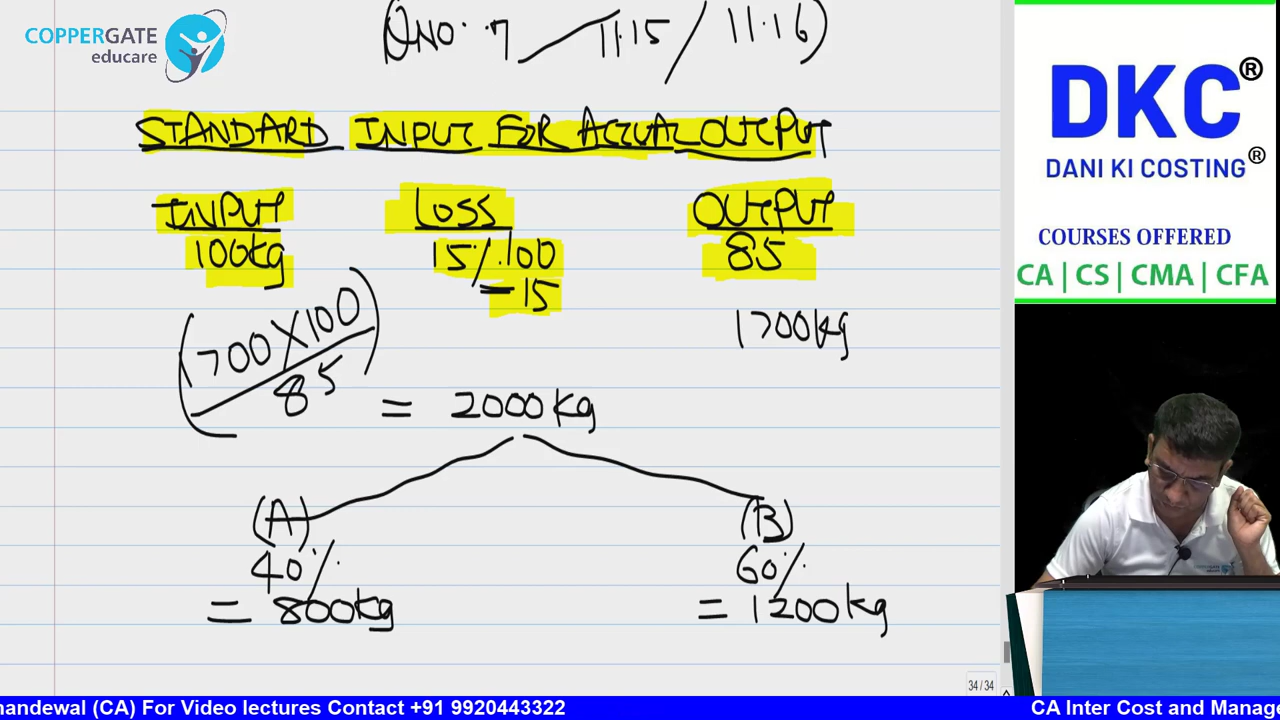 COPPERGATE
educare
(QNO. 7 11.15 / 11.16)
STANDARD INPUT FOR ACTUAL OUTPUT
INPUT LOSS OUTPUT
100kg 15%.100 85
= 15
1700kg
(1700 X 100
85) = 2000kg
(A) (B)
40% 60%
= 800kg = 1200kg
34 / 34
DKC®
DANI KI COSTING®
COURSES OFFERED
CA | CS | CMA | CFA
handewal (CA) For Video lectures Contact +91 9920443322 CA Inter Cost and Manage